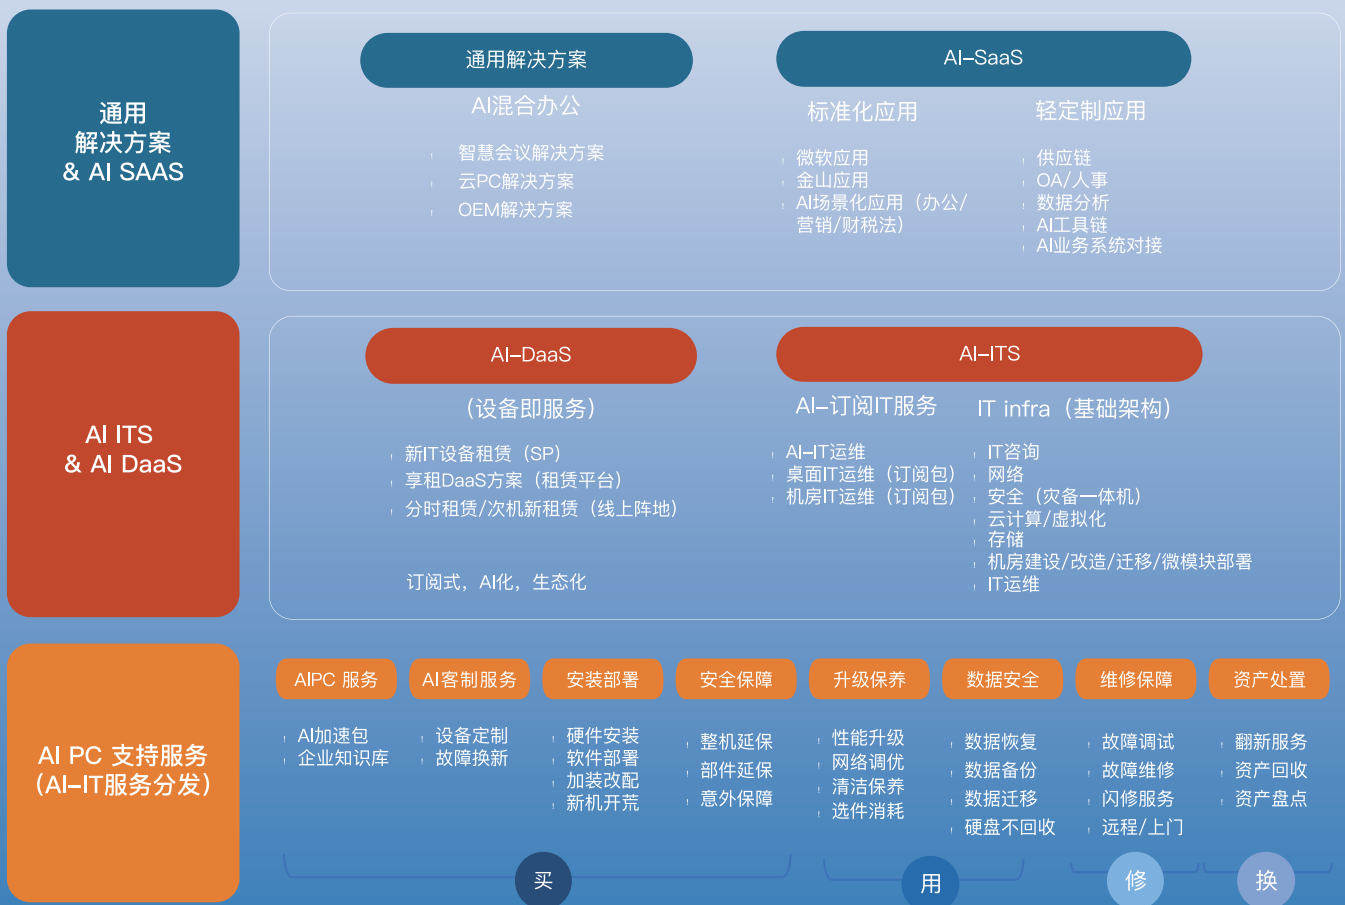 通用
解决方案
& AI SAAS
通用解决方案
AI混合办公
智慧会议解决方案
云PC解决方案
OEM解决方案
AI–SaaS
标准化应用
微软应用
金山应用
AI场景化应用（办公/
营销/财税法）
轻定制应用
供应链
OA/人事
数据分析
AI工具链
AI业务系统对接
AI ITS
& AI DaaS
AI–DaaS
（设备即服务）
新IT设备租赁（SP）
享租DaaS方案（租赁平台）
分时租赁/次机新租赁（线上阵地）
订阅式，AI化，生态化
AI–ITS
AI–订阅IT服务
AI–IT运维
桌面IT运维（订阅包）
机房IT运维（订阅包）
IT infra（基础架构）
IT咨询
网络
安全（灾备一体机）
云计算/虚拟化
存储
机房建设/改造/迁移/微模块部署
IT运维
AI PC 支持服务
（AI–IT服务分发）
AIPC 服务
AI加速包
企业知识库
AI客制服务
设备定制
故障换新
安装部署
硬件安装
软件部署
加装改配
新机开荒
安全保障
整机延保
部件延保
意外保障
升级保养
性能升级
网络调优
清洁保养
选件消耗
数据安全
数据恢复
数据备份
数据迁移
硬盘不回收
维修保障
故障调试
故障维修
闪修服务
远程/上门
资产处置
翻新服务
资产回收
资产盘点
买
用
修
换